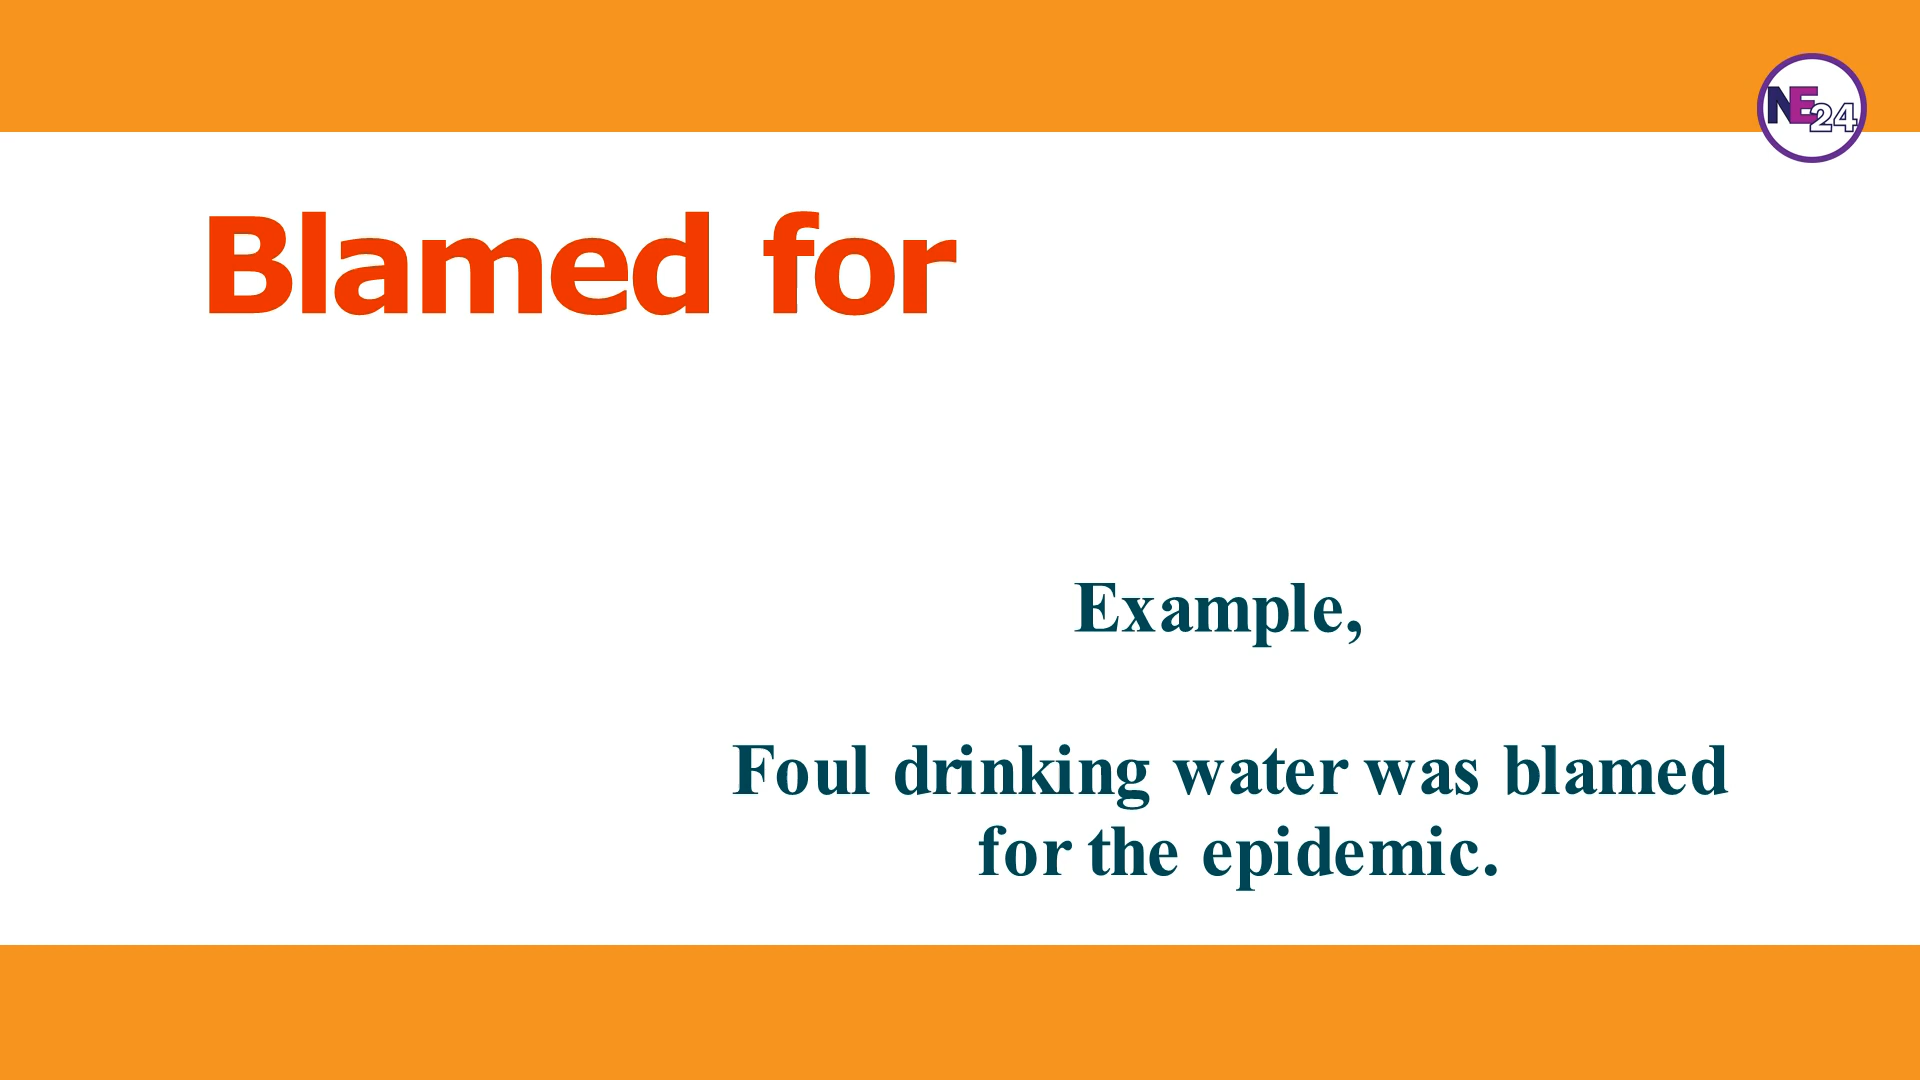 NE24
Blamed for
Example,
Foul drinking water was blamed
for the epidemic.